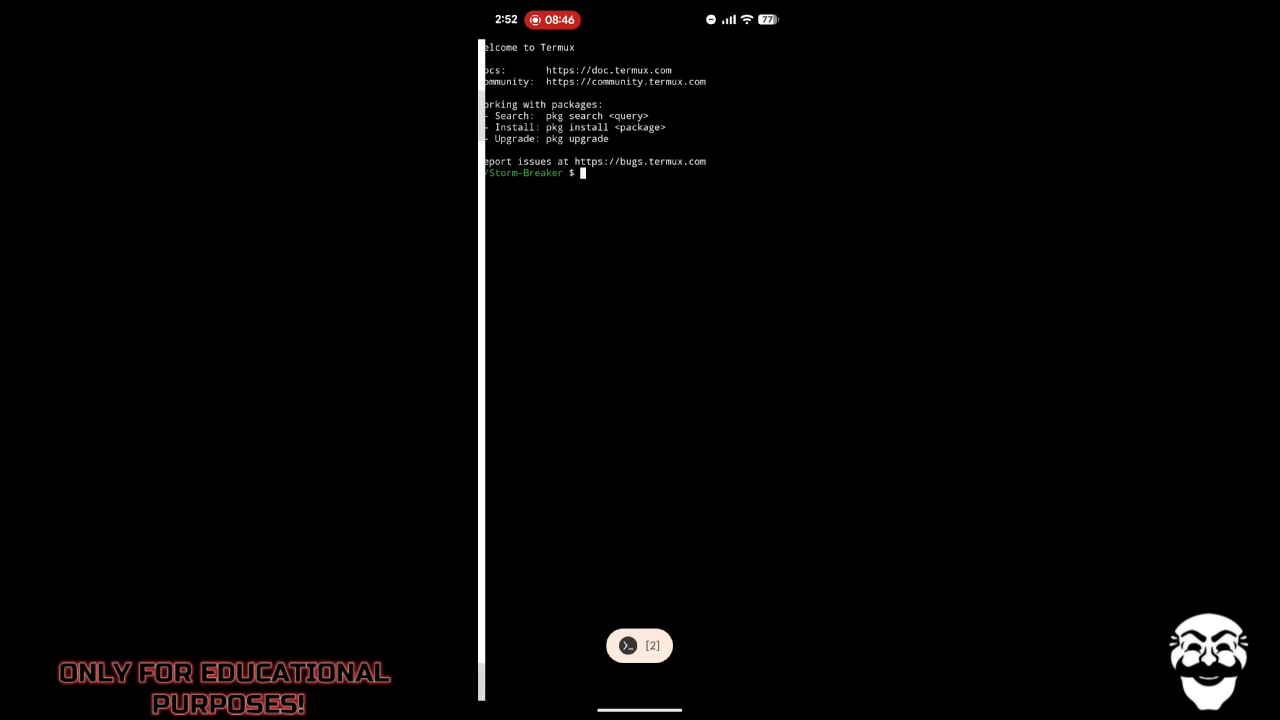 2:52 08:46 77
elcome to Termux
ocs: https://doc.termux.com
ommunity: https://community.termux.com
orking with packages:
- Search: pkg search <query>
- Install: pkg install <package>
- Upgrade: pkg upgrade
eport issues at https://bugs.termux.com
/Storm-Breaker $
[2]
ONLY FOR EDUCATIONAL
PURPOSES!